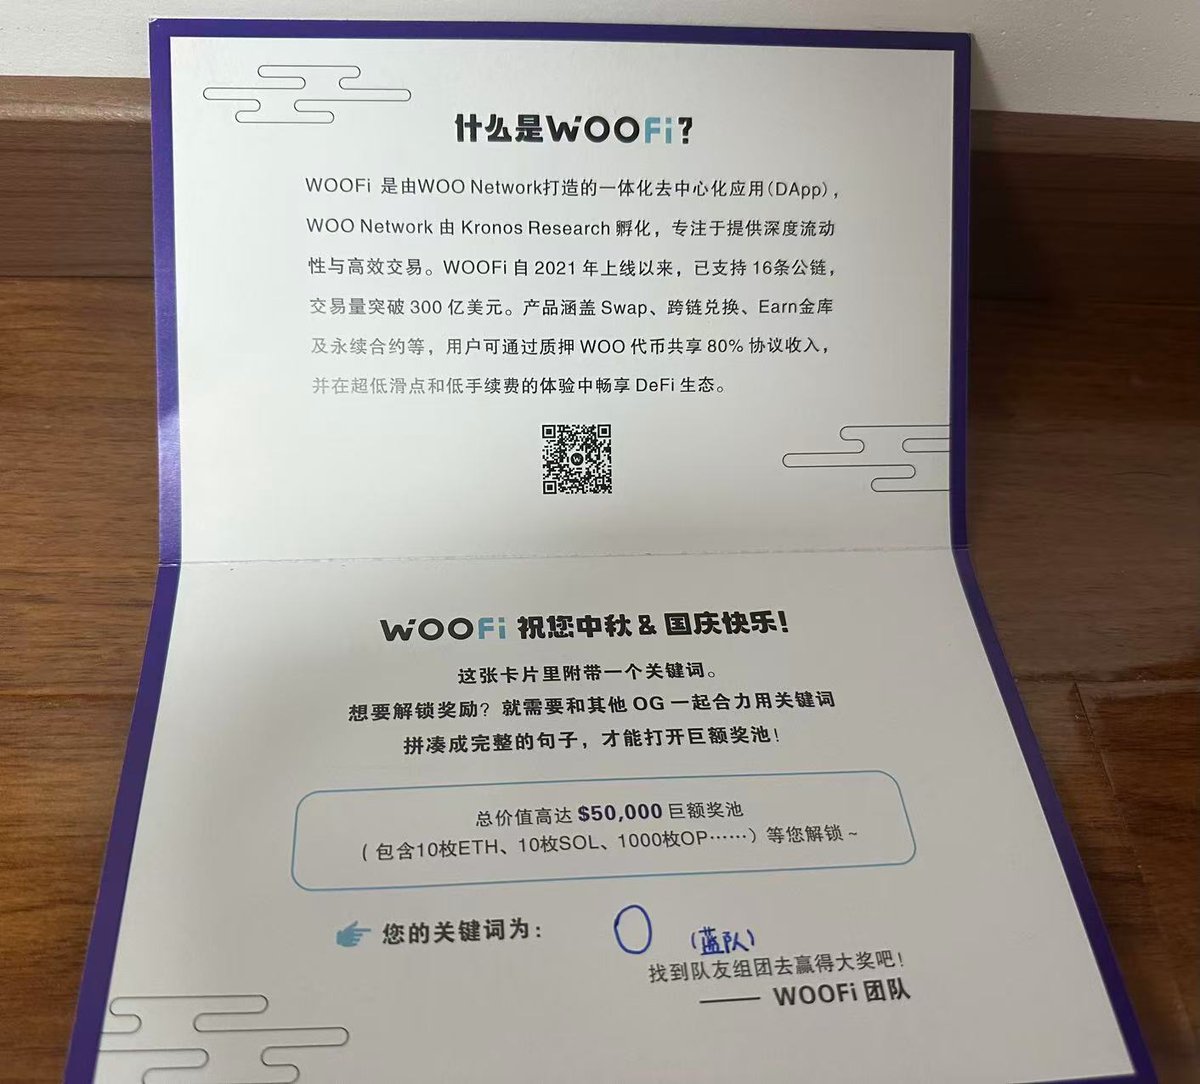 什么是WOOFi?
WOOFi 是由WOO Network打造的一体化去中心化应用(DApp)，
WOO Network 由 Kronos Research 孵化，专注于提供深度流动
性与高效交易。WOOFi 自 2021 年上线以来，已支持 16条公链，
交易量突破 300 亿美元。产品涵盖 Swap、跨链兑换、Earn金库
及永续合约等，用户可通过质押 WOO 代币共享 80% 协议收入，
并在超低滑点和低手续费的体验中畅享 DeFi 生态。
WOOFi 祝您中秋 & 国庆快乐!
这张卡片里附带一个关键词。
想要解锁奖励？就需要和其他 OG 一起合力用关键词
拼凑成完整的句子，才能打开巨额奖池!
总价值高达 $50,000 巨额奖池
(包含10枚ETH、10枚SOL、1000枚OP……) 等您解锁~
您的关键词为： O (蓝队)
找到队友组团去赢得大奖吧!
—— WOOFi 团队